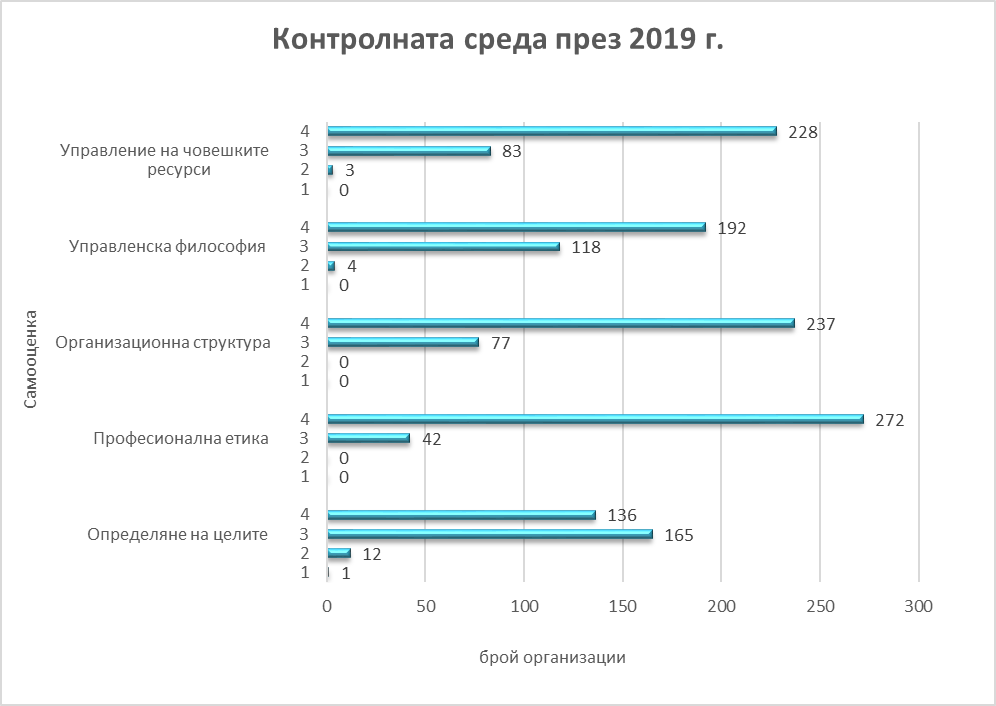 Контролната среда през 2019 г.
Самооценка
Управление на човешките
ресурси
4 228
3 83
2 3
1 0
Управленска философия
4 192
3 118
2 4
1 0
Организационна структура
4 237
3 77
2 0
1 0
Професионална етика
4 272
3 42
2 0
1 0
Определяне на целите
4 136
3 165
2 12
1 1
0 50 100 150 200 250 300
брой организации